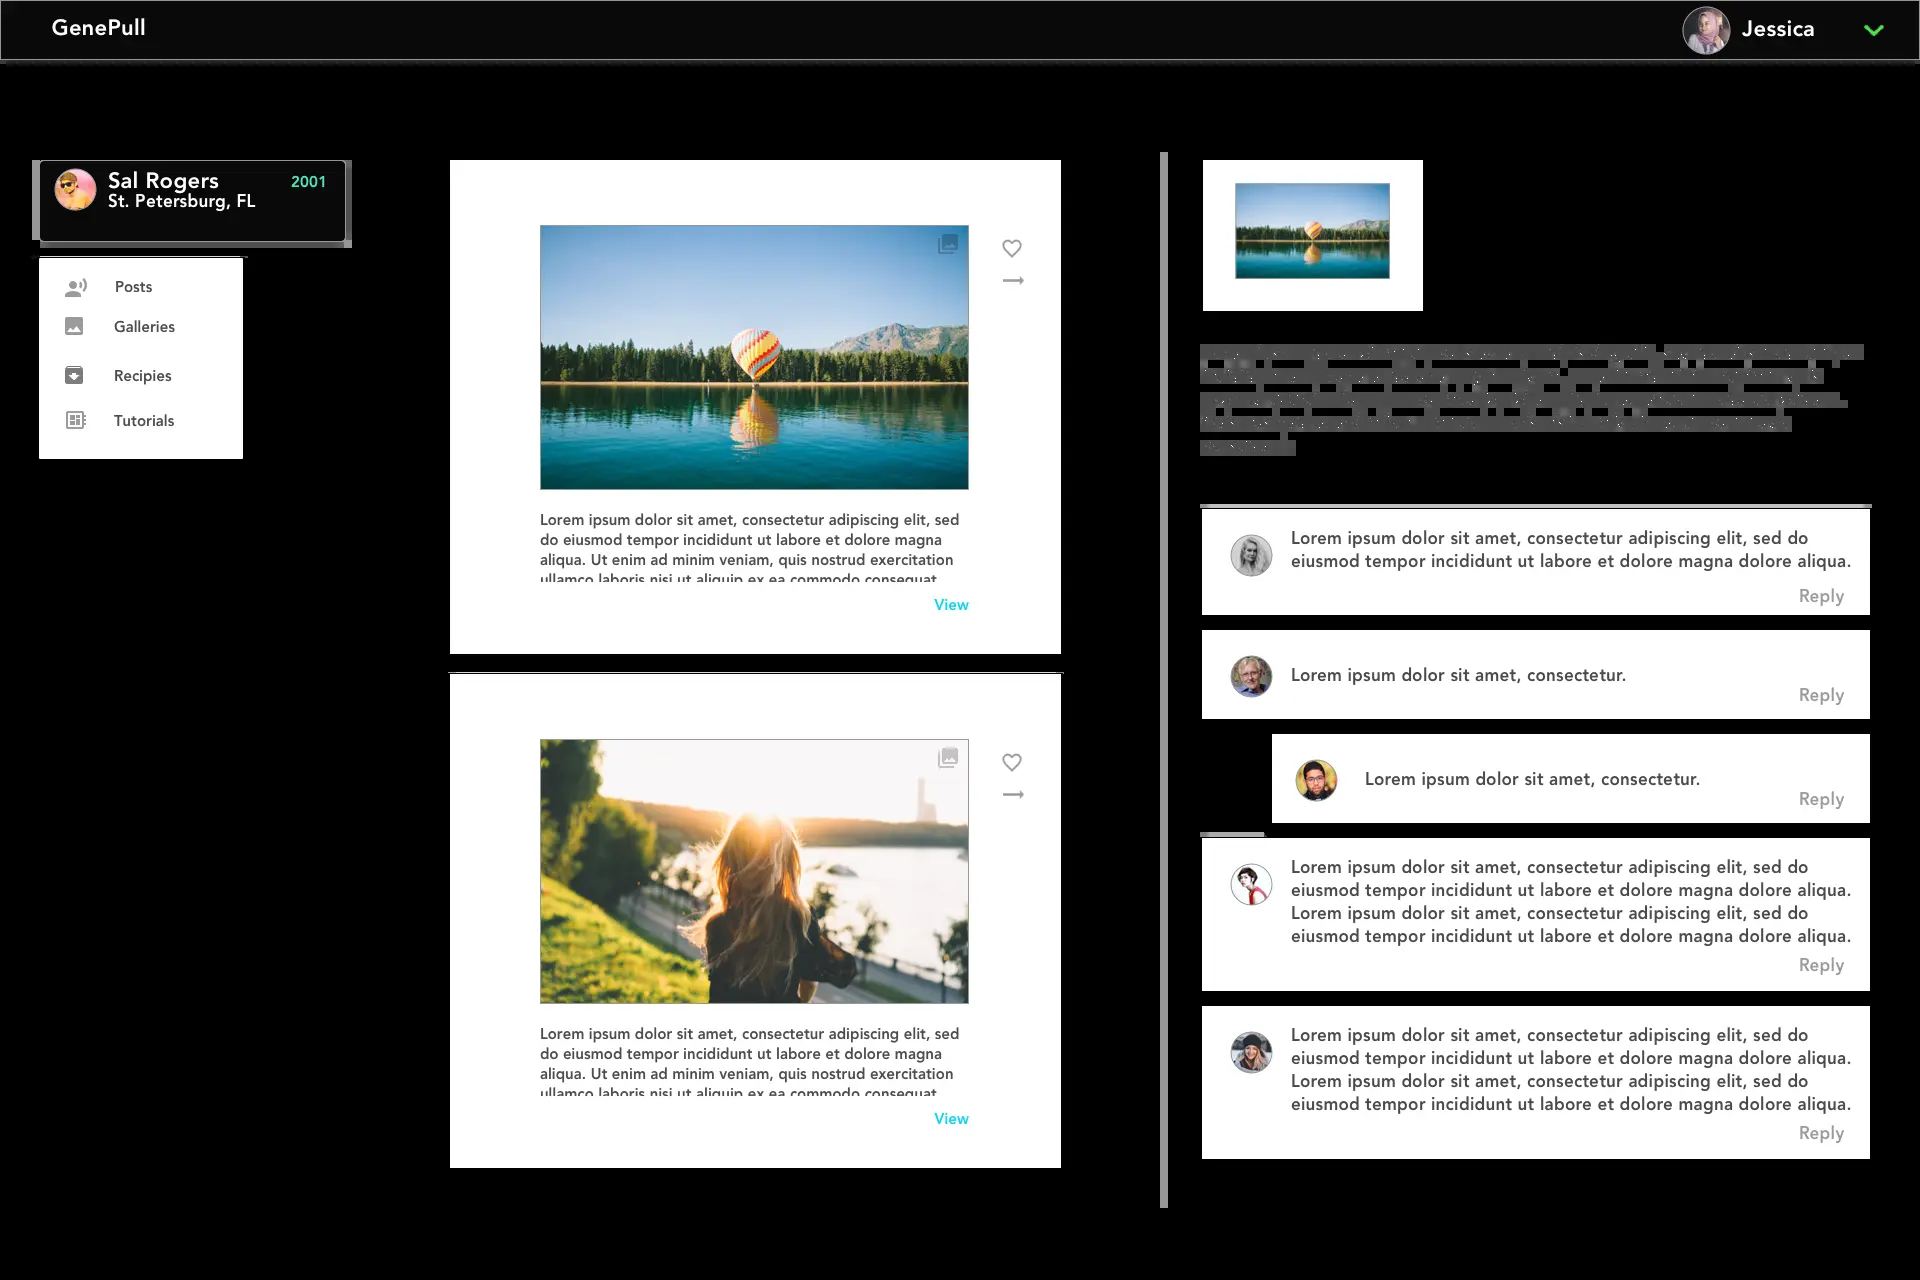 GenePull
Jessica
Sal Rogers
2001
St. Petersburg, FL
Posts
Galleries
Recipies
Tutorials
Lorem ipsum dolor sit amet, consectetur adipiscing elit, sed
do eiusmod tempor incididunt ut labore et dolore magna
aliqua. Ut enim ad minim veniam, quis nostrud exercitation
ullamco laboris nisi ut aliquip ex ea commodo consequat
View
Lorem ipsum dolor sit amet, consectetur adipiscing elit, sed
do eiusmod tempor incididunt ut labore et dolore magna
aliqua. Ut enim ad minim veniam, quis nostrud exercitation
ullamco laboris nisi ut aliquip ex ea commodo consequat
View
Lorem ipsum dolor sit amet, consectetur adipiscing elit, sed do
eiusmod tempor incididunt ut labore et dolore magna dolore aliqua.
Reply
Lorem ipsum dolor sit amet, consectetur.
Reply
Lorem ipsum dolor sit amet, consectetur.
Reply
Lorem ipsum dolor sit amet, consectetur adipiscing elit, sed do
eiusmod tempor incididunt ut labore et dolore magna dolore aliqua.
Lorem ipsum dolor sit amet, consectetur adipiscing elit, sed do
eiusmod tempor incididunt ut labore et dolore magna dolore aliqua.
Reply
Lorem ipsum dolor sit amet, consectetur adipiscing elit, sed do
eiusmod tempor incididunt ut labore et dolore magna dolore aliqua.
Lorem ipsum dolor sit amet, consectetur adipiscing elit, sed do
eiusmod tempor incididunt ut labore et dolore magna dolore aliqua.
Reply